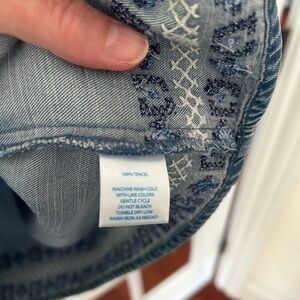 100% TENCEL
MACHINE WASH COLD
WITH LIKE COLORS
GENTLE CYCLE
DO NOT BLEACH
TUMBLE DRY LOW
WARM IRON AS NEEDED